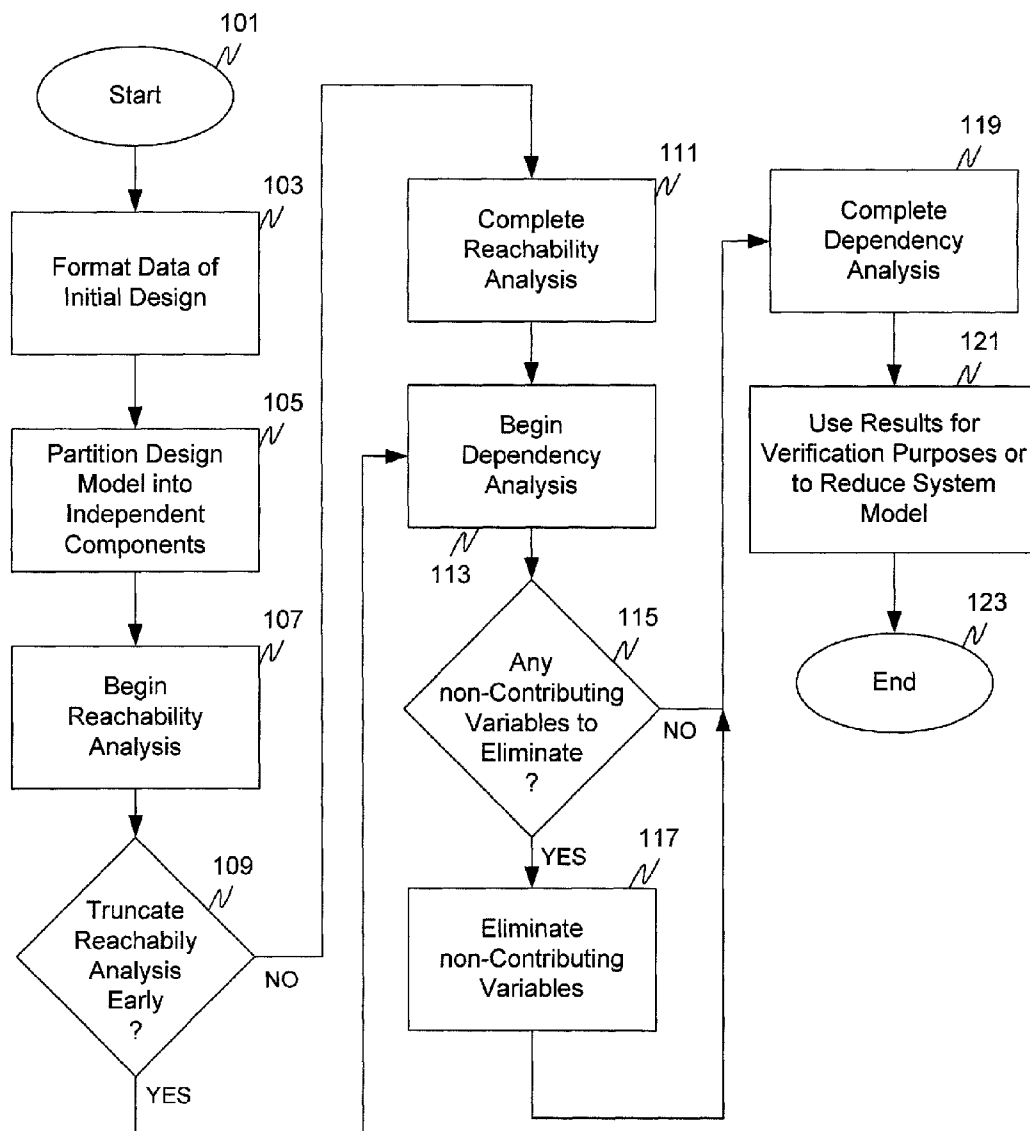 101
Start
103
Format Data of
Initial Design
105
Partition Design
Model into
Independent
Components
107
Begin
Reachability
Analysis
109
Truncate
Reachabily
Analysis
Early
?
NO
YES
111
Complete
Reachability
Analysis
Begin
Dependency
Analysis
113
115
Any
non-Contributing
Variables to
Eliminate
?
NO
YES
117
Eliminate
non-Contributing
Variables
119
Complete
Dependency
Analysis
121
Use Results for
Verification Purposes or
to Reduce System
Model
123
End